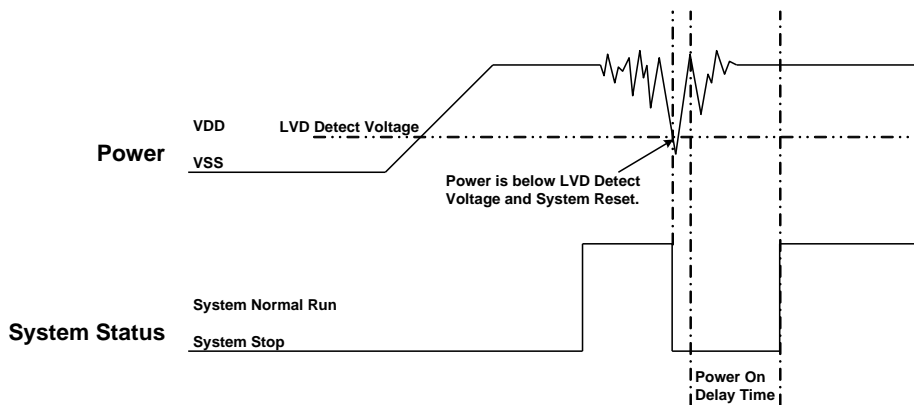 VDD
LVD Detect Voltage
Power
VSS
Power is below LVD Detect
Voltage and System Reset.
System Normal Run
System Status
System Stop
Power On
Delay Time